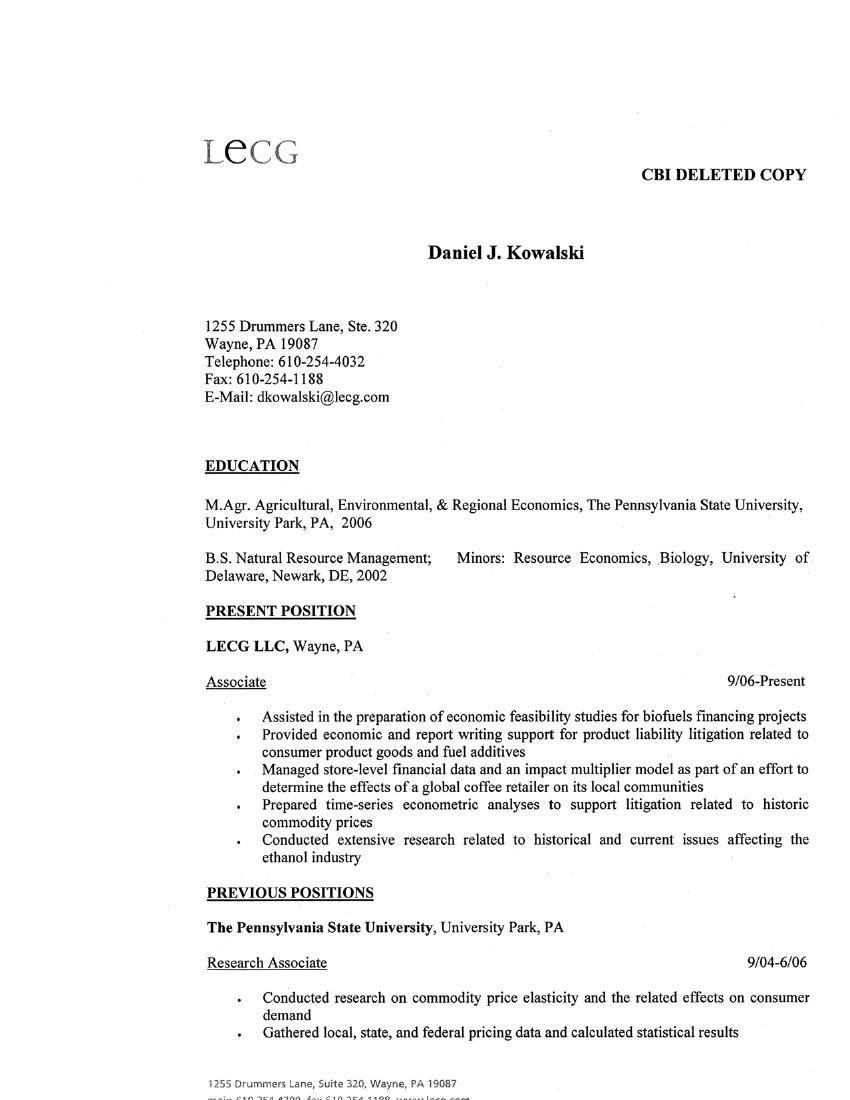 LECG
CBI DELETED COPY
Daniel J. Kowalski
1255 Drummers Lane, Ste. 320
Wayne, PA 19087
Telephone: 610-254-4032
Fax: 610-254-1188
E-Mail: dkowalski@lecg.com
EDUCATION
M.Agr. Agricultural, Environmental, & Regional Economics, The Pennsylvania State University,
University Park, PA, 2006
B.S. Natural Resource Management; Minors: Resource Economics, Biology, University of
Delaware, Newark, DE, 2002
PRESENT POSITION
LECG LLC, Wayne, PA
Associate 9/06-Present
• Assisted in the preparation of economic feasibility studies for biofuels financing projects
• Provided economic and report writing support for product liability litigation related to
consumer product goods and fuel additives
• Managed store-level financial data and an impact multiplier model as part of an effort to
determine the effects of a global coffee retailer on its local communities
• Prepared time-series econometric analyses to support litigation related to historic
commodity prices
• Conducted extensive research related to historical and current issues affecting the
ethanol industry
PREVIOUS POSITIONS
The Pennsylvania State University, University Park, PA
Research Associate 9/04-6/06
• Conducted research on commodity price elasticity and the related effects on consumer
demand
• Gathered local, state, and federal pricing data and calculated statistical results
1255 Drummers Lane, Suite 320, Wayne, PA 19087